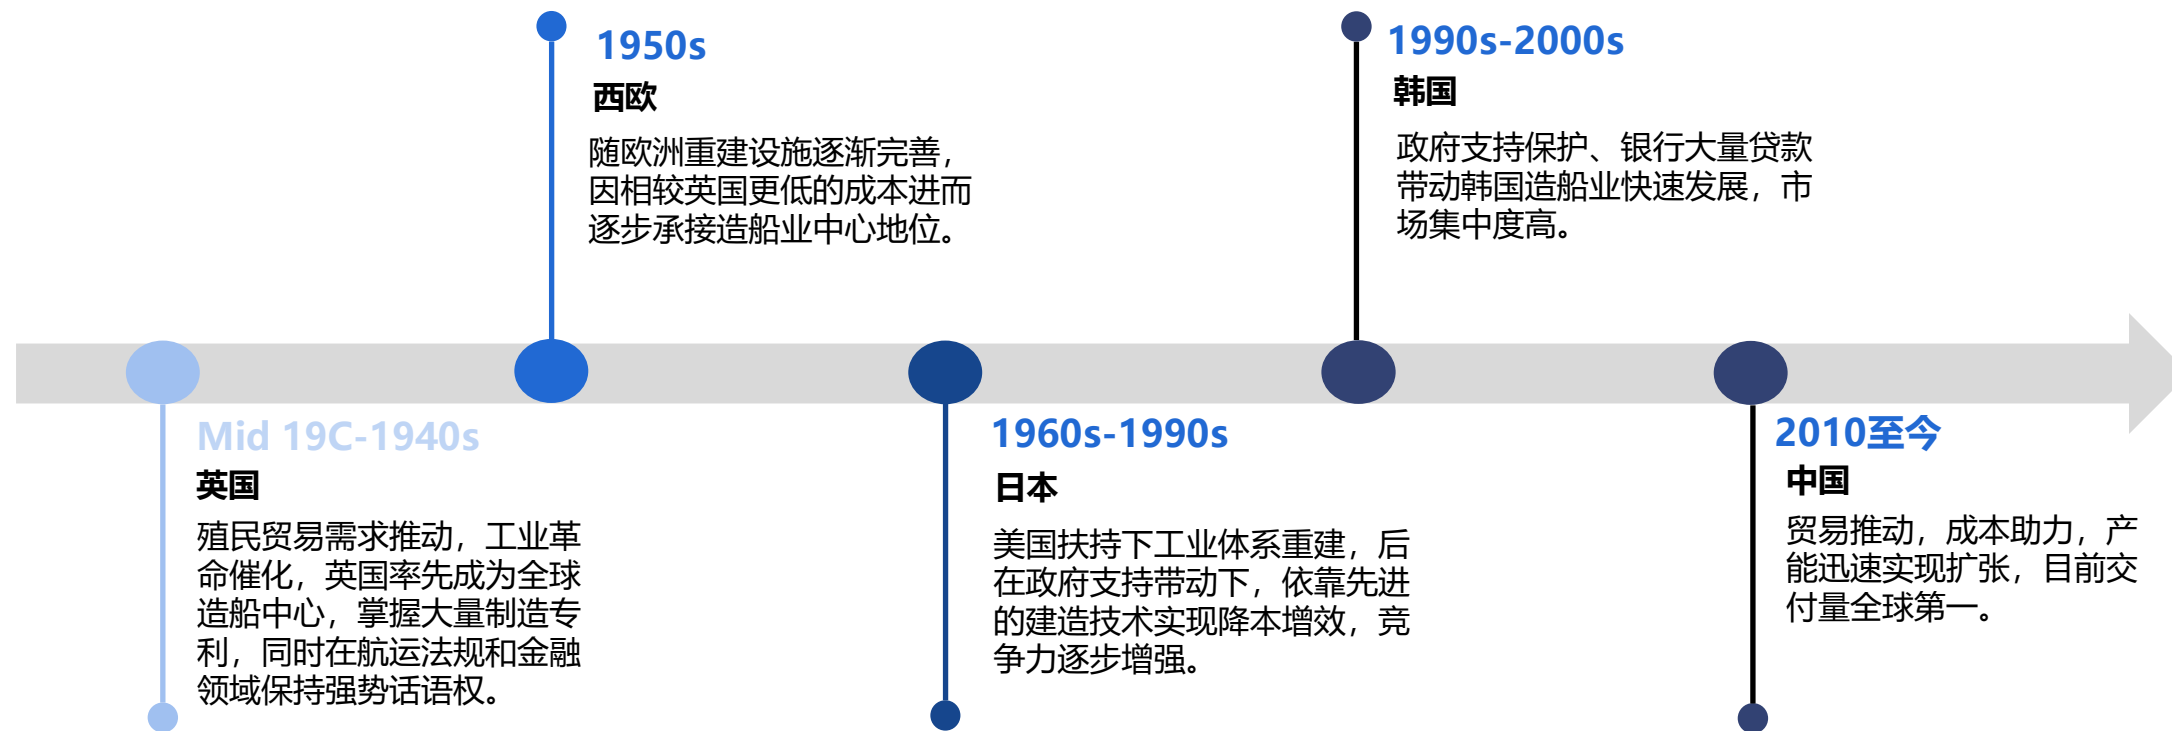 1950s
西欧
随欧洲重建设施逐渐完善，
因相较英国更低的成本进而
逐步承接造船业中心地位。
1990s-2000s
韩国
政府支持保护、银行大量贷款
带动韩国造船业快速发展，市
场集中度高。
Mid 19C-1940s
英国
殖民贸易需求推动，工业革
命催化，英国率先成为全球
造船中心，掌握大量制造专
利，同时在航运法规和金融
领域保持强势话语权。
1960s-1990s
日本
美国扶持下工业体系重建，后
在政府支持带动下，依靠先进
的建造技术实现降本增效，竞
争力逐步增强。
2010至今
中国
贸易推动，成本助力，产
能迅速实现扩张，目前交
付量全球第一。